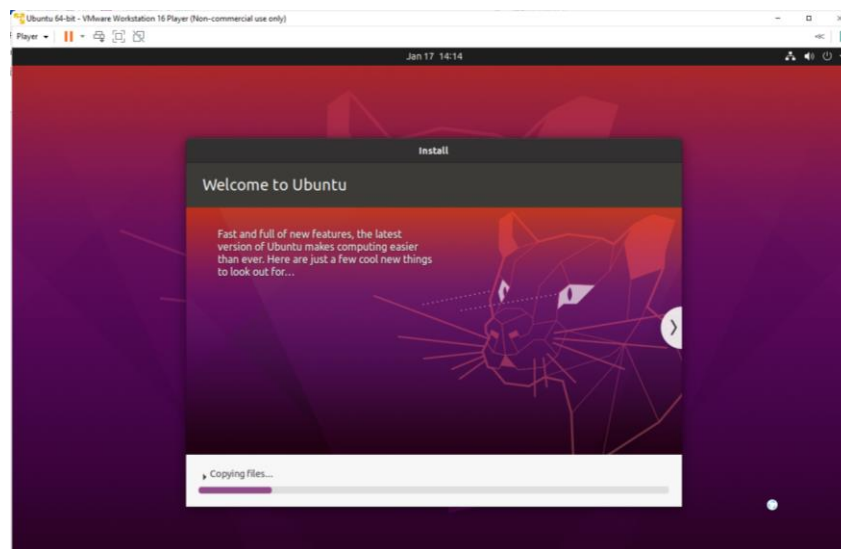 Ubuntu 64-bit - VMware Workstation 16 Player (Non-commercial use only)
Player
Jan 17 14:14
Install
Welcome to Ubuntu
Fast and full of new features, the latest
version of Ubuntu makes computing easier
than ever. Here are just a few cool new things
to look out for...
Copying files...